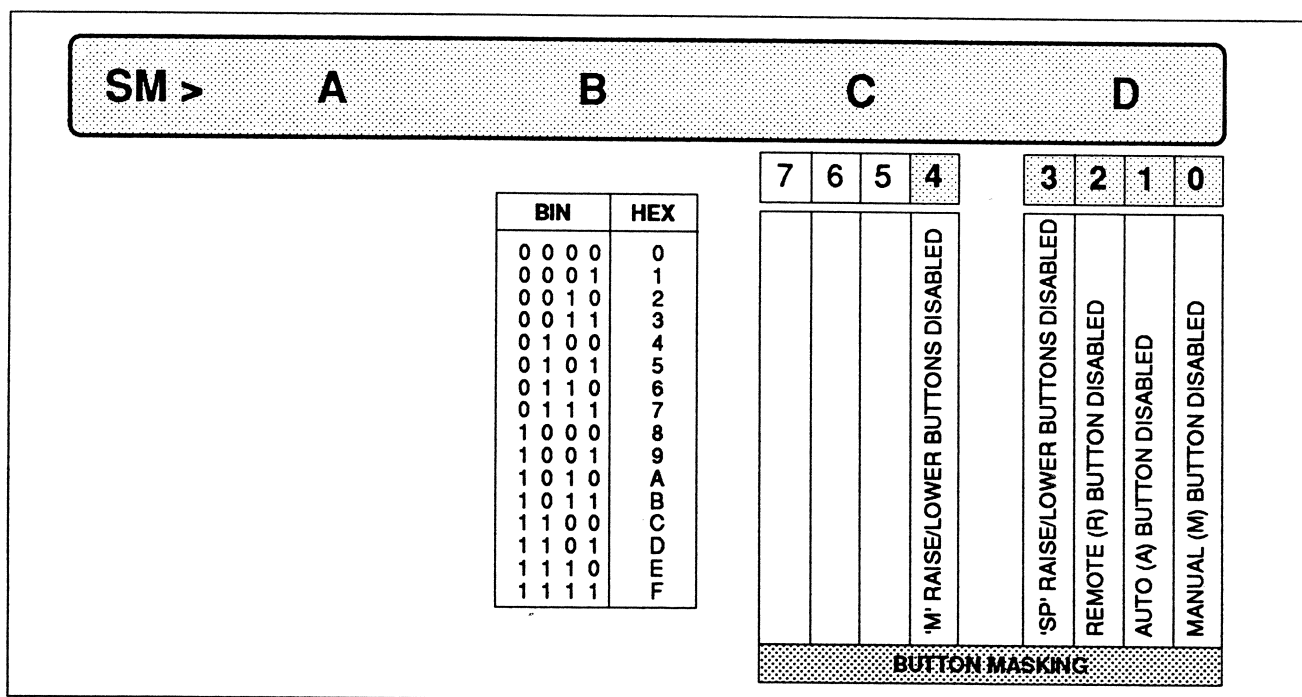 SM > A B C D
7 6 5 4 3 2 1 0
BIN HEX
0 0 0 0 0
0 0 0 1 1
0 0 1 0 2
0 0 1 1 3
0 1 0 0 4
0 1 0 1 5
0 1 1 0 6
0 1 1 1 7
1 0 0 0 8
1 0 0 1 9
1 0 1 0 A
1 0 1 1 B
1 1 0 0 C
1 1 0 1 D
1 1 1 0 E
1 1 1 1 F
'M' RAISE/LOWER BUTTONS DISABLED
'SP' RAISE/LOWER BUTTONS DISABLED
REMOTE (R) BUTTON DISABLED
AUTO (A) BUTTON DISABLED
MANUAL (M) BUTTON DISABLED
BUTTON MASKING